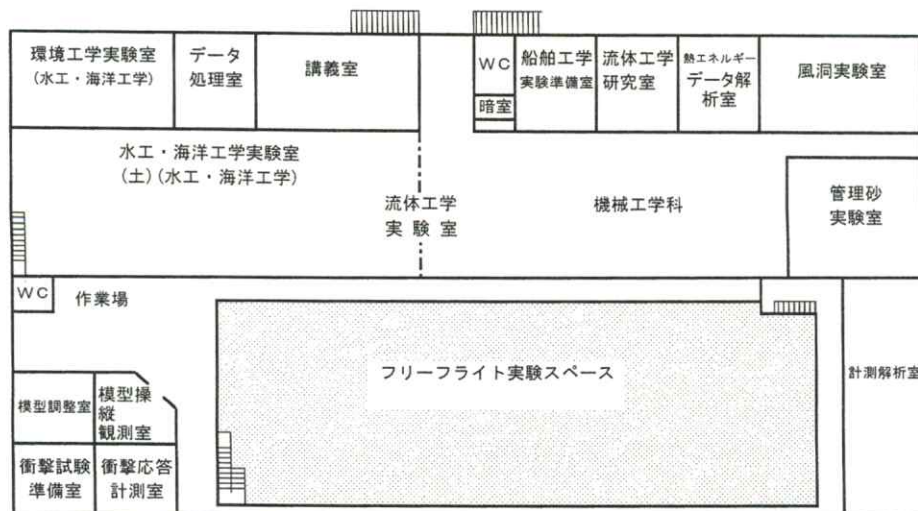 環境工学実験室
(水工・海洋工学)
データ
処理室
講義室
WC
暗室
船舶工学
実験準備室
流体工学
研究室
熱エネルギー
データ解
析室
風洞実験室
水工・海洋工学実験室
(土)(水工・海洋工学)
流体工学
実験室
機械工学科
管理砂
実験室
WC
作業場
フリーフライト実験スペース
計測解析室
模型調整室
模型操
縦
観測室
衝撃試験
準備室
衝撃応答
計測室